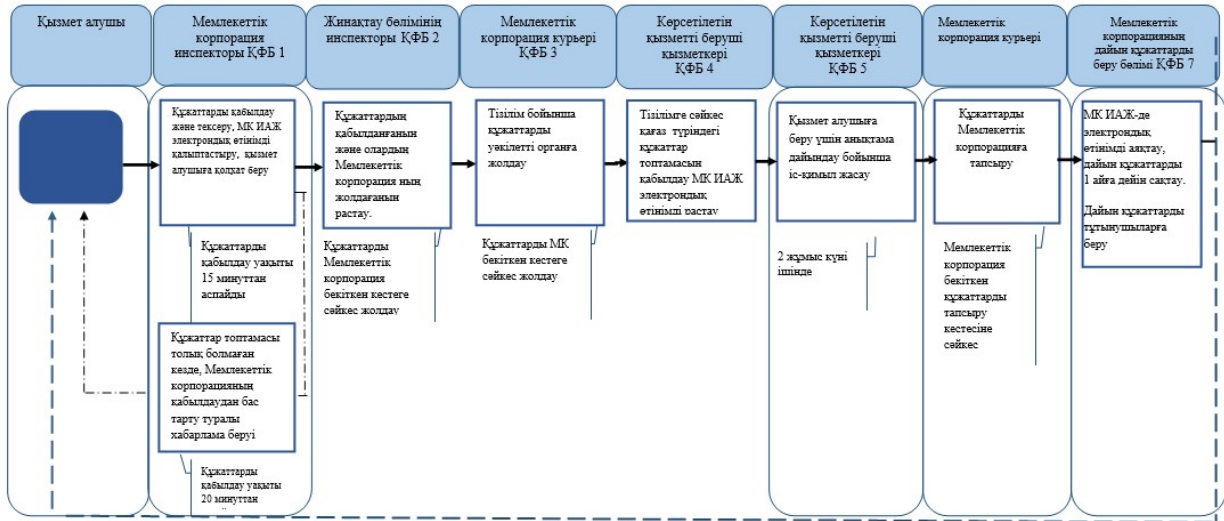 Қызмет алушы
Мемлекеттік
корпорация
инспекторы ҚФБ 1
Жинақтау бөлімінің
инспекторы ҚФБ 2
Мемлекеттік
корпорация курьері
ҚФБ 3
Көрсетілетін
қызметті беруші
қызметкері
ҚФБ 4
Көрсетілетін
қызметті беруші
қызметкері
ҚФБ 5
Мемлекеттік
корпорация курьері
Мемлекеттік
корпорацияның
дайын құжаттарды
беру бөлімі ҚФБ 7
Құжаттарды қабылдау
және тексеру, МК ИАЖ
электрондық өтінімді
қалыптастыру, қызмет
алушыға қолхат беру
Құжаттарды
қабылдау уақыты
15 минуттан
аспайды
Құжаттар топтамасы
толық болмаған
кезде, Мемлекеттік
корпорацияның
қабылдаудан бас
тарту туралы
хабарлама беруі
Құжаттарды
қабылдау уақыты
20 минуттан
Құжаттардың
қабылданғанын
және олардың
Мемлекеттік
корпорация ның
жолдағанын
растау.
Құжаттарды
Мемлекеттік
корпорация
бекіткен кестеге
сәйкес жолдау
Тізілім бойынша
құжаттарды
уәкілетті органға
жолдау
Құжаттарды МК
бекіткен кестеге
сәйкес жолдау
Тізілімге сәйкес
қағаз түріндегі
құжаттар
топтамасын
қабылдау МК ИАЖ
электрондық
өтінімді растау
Қызмет алушыға
беру үшін анықтама
дайындау бойынша
іс-қимыл жасау
2 жұмыс күні
ішінде
Құжаттарды
Мемлекеттік
корпорацияға
тапсыру
Мемлекеттік
корпорация
бекіткен
құжаттарды
тапсыру
кестесіне
сәйкес
МК ИАЖ-де
электрондық
өтінімді аяқтау,
дайын құжаттарды
1 айға дейін сақтау.
Дайын құжаттарды
тұтынушыларға
беру